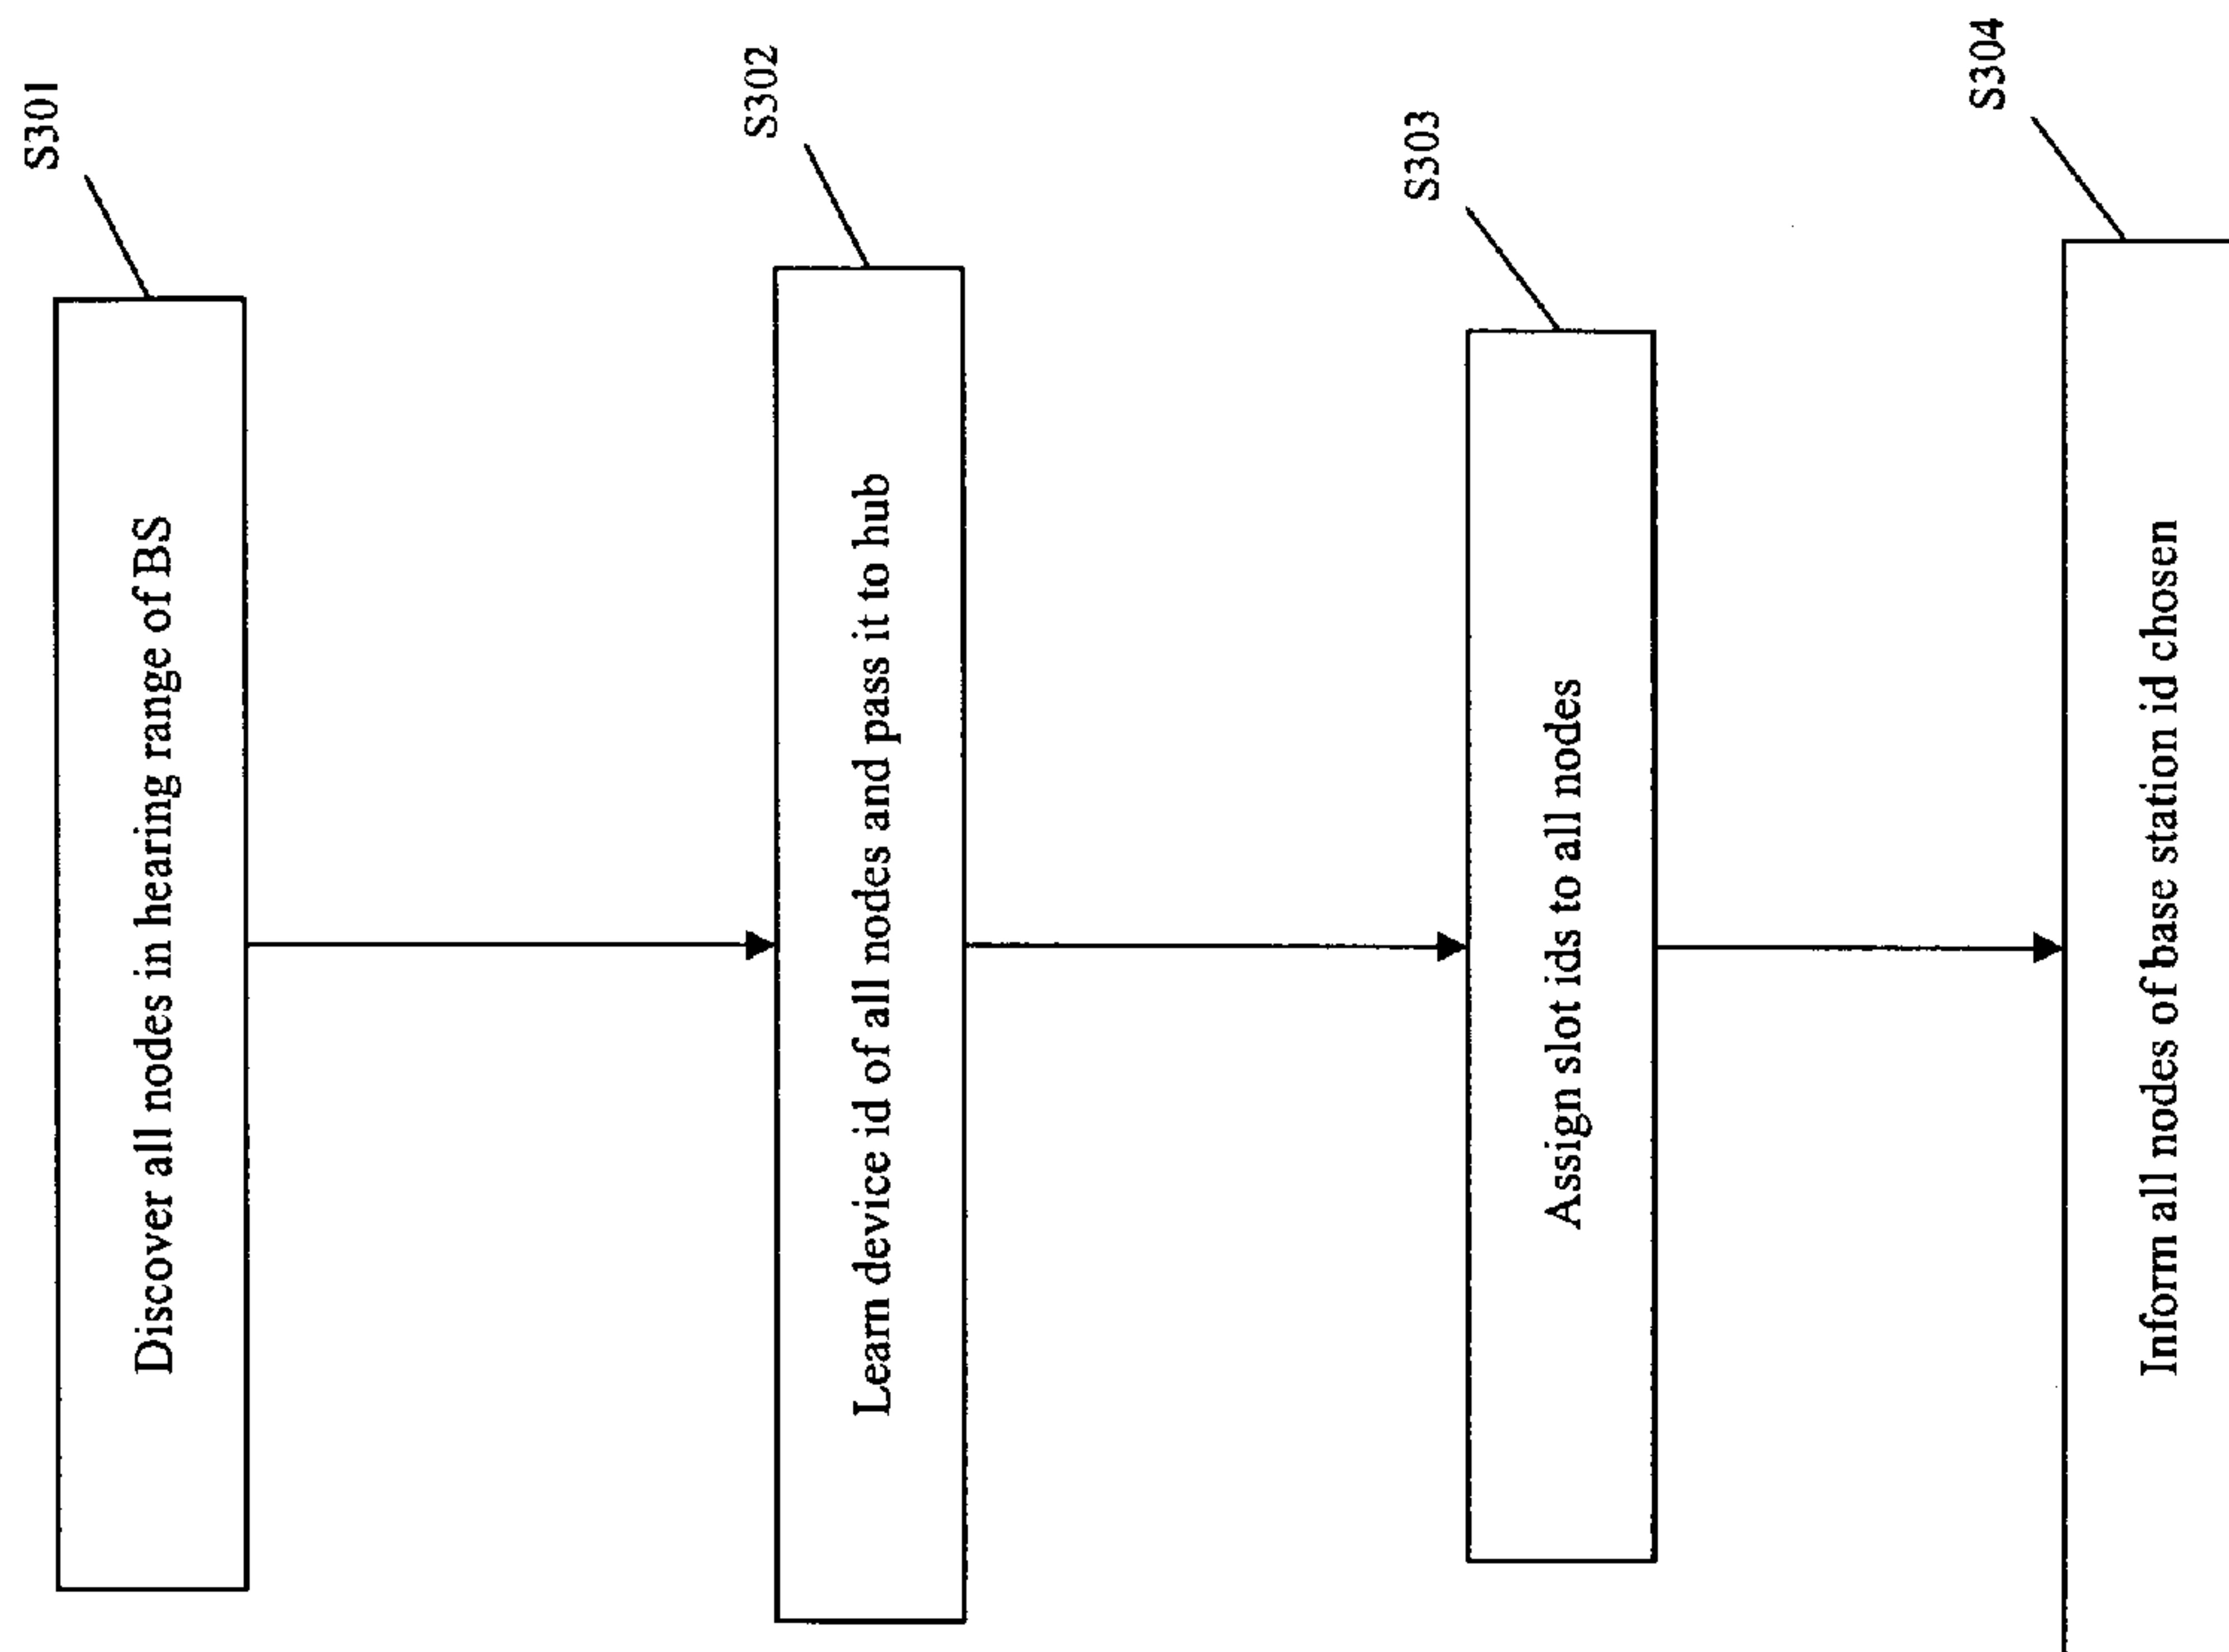 S301
Discover all nodes in hearing range of BS
S302
Learn device id of all nodes and pass it to hub
S303
Assign slot ids to all nodes
S304
Inform all nodes of base station id chosen